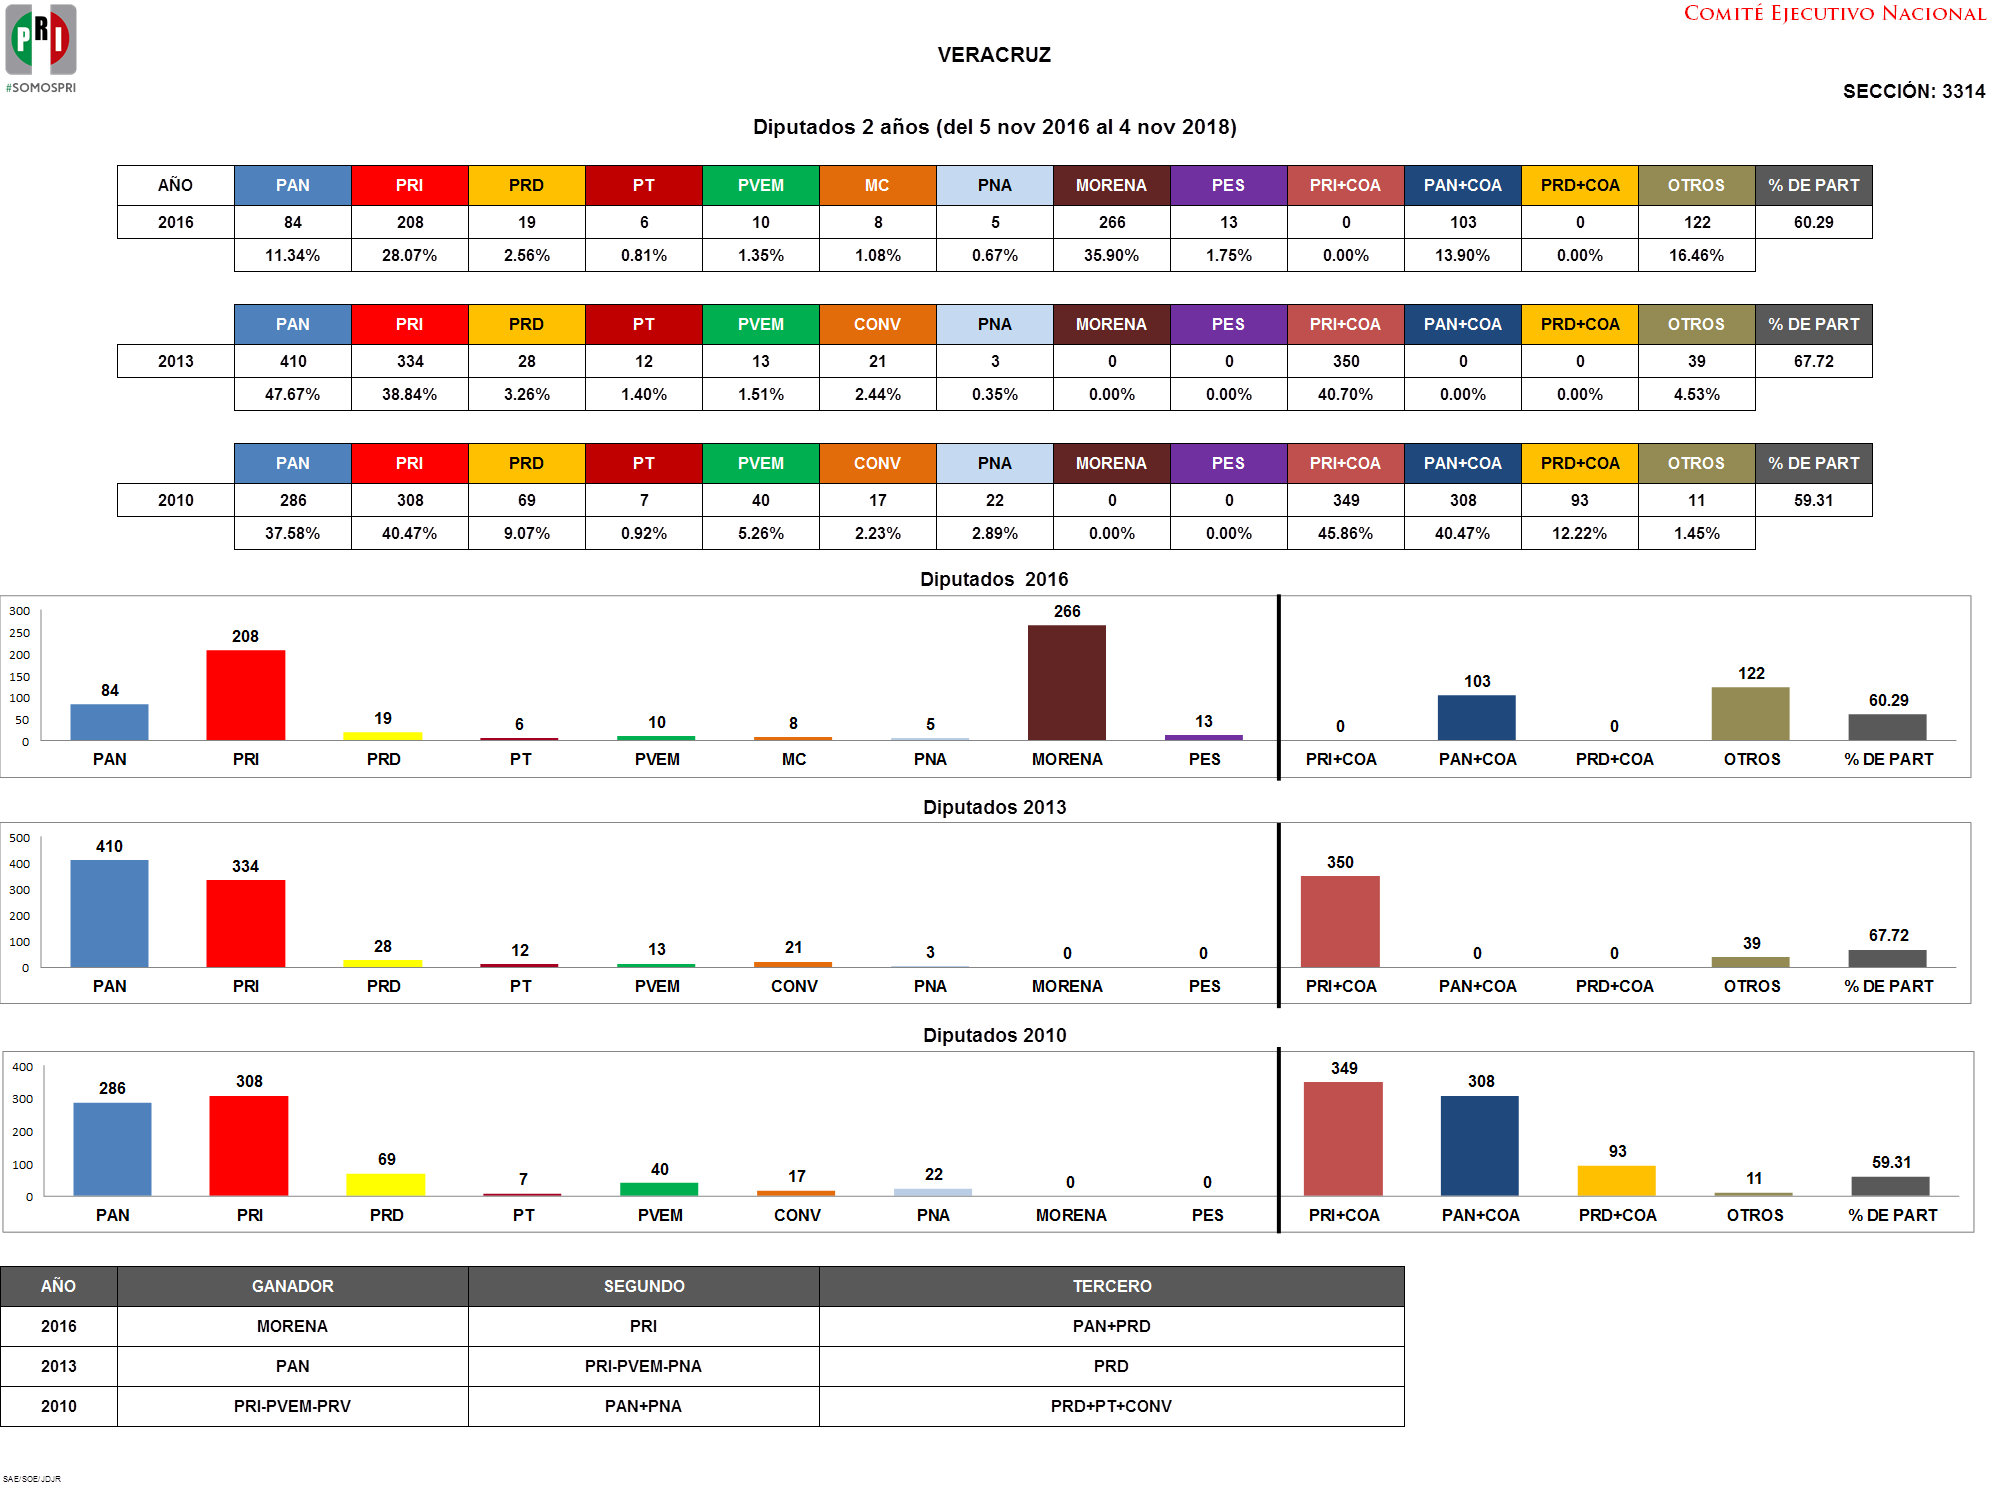 PRI
#SOMOSPRI
COMITÉ EJECUTIVO NACIONAL
VERACRUZ
SECCIÓN: 3314
Diputados 2 años (del 5 nov 2016 al 4 nov 2018)
AÑO PAN PRI PRD PT PVEM MC PNA MORENA PES PRI+COA PAN+COA PRD+COA OTROS % DE PART
2016 84 208 19 6 10 8 5 266 13 0 103 0 122 60.29
11.34% 28.07% 2.56% 0.81% 1.35% 1.08% 0.67% 35.90% 1.75% 0.00% 13.90% 0.00% 16.46%
PAN PRI PRD PT PVEM CONV PNA MORENA PES PRI+COA PAN+COA PRD+COA OTROS % DE PART
2013 410 334 28 12 13 21 3 0 0 350 0 0 39 67.72
47.67% 38.84% 3.26% 1.40% 1.51% 2.44% 0.35% 0.00% 0.00% 40.70% 0.00% 0.00% 4.53%
PAN PRI PRD PT PVEM CONV PNA MORENA PES PRI+COA PAN+COA PRD+COA OTROS % DE PART
2010 286 308 69 7 40 17 22 0 0 349 308 93 11 59.31
37.58% 40.47% 9.07% 0.92% 5.26% 2.23% 2.89% 0.00% 0.00% 45.86% 40.47% 12.22% 1.45%
Diputados 2016
300
250
200
150
100
50
0
84 208 19 6 10 8 5 266 13 0 103 0 122 60.29
PAN PRI PRD PT PVEM MC PNA MORENA PES PRI+COA PAN+COA PRD+COA OTROS % DE PART
Diputados 2013
500
400
300
200
100
0
410 334 28 12 13 21 3 0 0 350 0 0 39 67.72
PAN PRI PRD PT PVEM CONV PNA MORENA PES PRI+COA PAN+COA PRD+COA OTROS % DE PART
Diputados 2010
400
300
200
100
0
286 308 69 7 40 17 22 0 0 349 308 93 11 59.31
PAN PRI PRD PT PVEM CONV PNA MORENA PES PRI+COA PAN+COA PRD+COA OTROS % DE PART
AÑO GANADOR SEGUNDO TERCERO
2016 MORENA PRI PAN+PRD
2013 PAN PRI-PVEM-PNA PRD
2010 PRI-PVEM-PRV PAN+PNA PRD+PT+CONV
SAE/SOE/JDJR